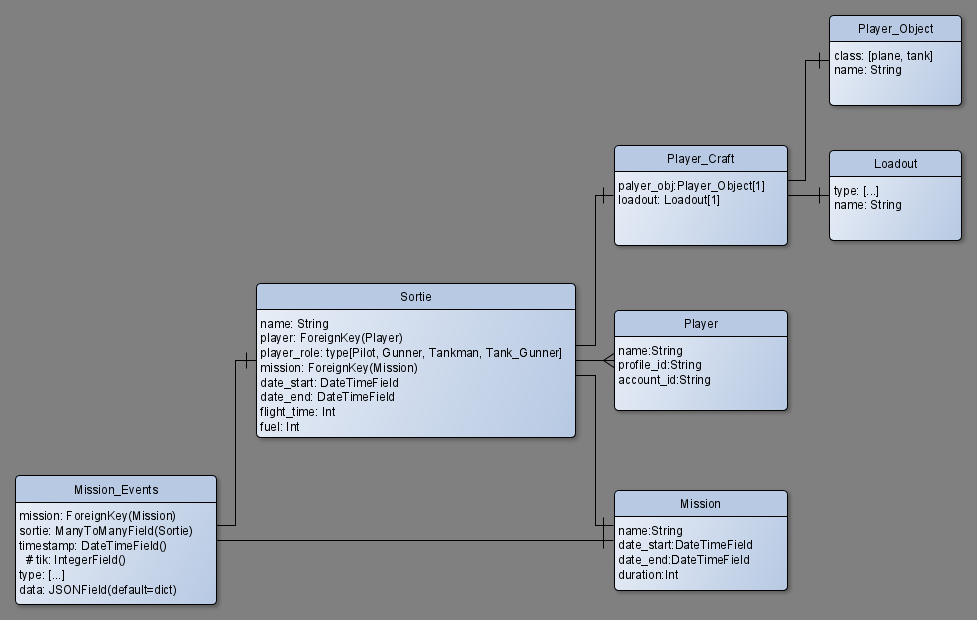 Player_Object
class: [plane, tank]
name: String
Player_Craft
palyer_obj:Player_Object[1]
loadout: Loadout[1]
Loadout
type: [...]
name: String
Sortie
name: String
player: ForeignKey(Player)
player_role: type[Pilot, Gunner, Tankman, Tank_Gunner]
mission: ForeignKey(Mission)
date_start: DateTimeField
date_end: DateTimeField
flight_time: Int
fuel: Int
Player
name:String
profile_id:String
account_id:String
Mission_Events
mission: ForeignKey(Mission)
sortie: ManyToManyField(Sortie)
timestamp: DateTimeField()
# tik: IntegerField()
type: [...]
data: JSONField(default=dict)
Mission
name:String
date_start:DateTimeField
date_end:DateTimeField
duration:Int